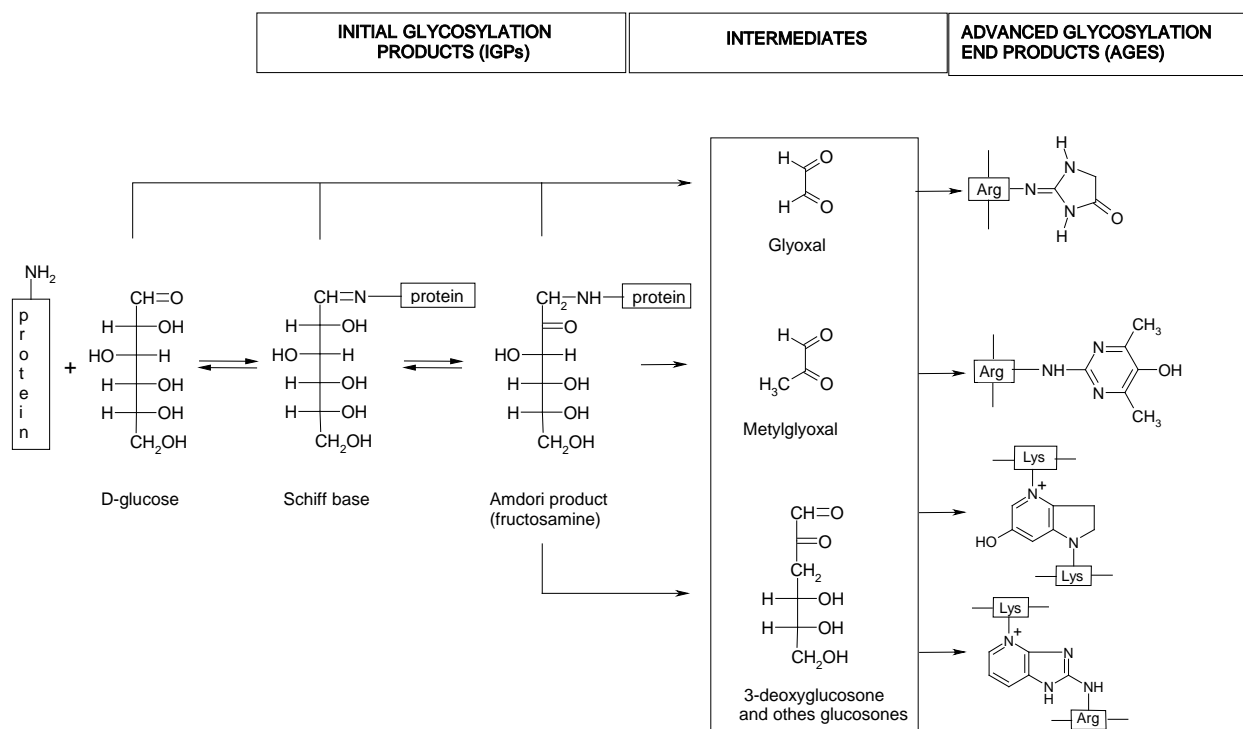 INITIAL GLYCOSYLATION
PRODUCTS (IGPs)
INTERMEDIATES
ADVANCED GLYCOSYLATION
END PRODUCTS (AGES)
NH2
protein
+
CH=O
H OH
HO H
H OH
H OH
CH2OH
D-glucose
CH=N protein
H OH
HO H
H OH
H OH
CH2OH
Schiff base
CH2-NH protein
O
HO H
H OH
H OH
CH2OH
Amdori product
(fructosamine)
H O
H O
Glyoxal
H O
H3C O
Metylglyoxal
CH=O
O
CH2
H OH
H OH
CH2OH
3-deoxyglucosone
and othes glucosones
H
N
Arg N
NH O
H
CH3
N
Arg NH OH
N
CH3
Lys
N+
HO N
Lys
Lys
N+
N
N
H NH
Arg